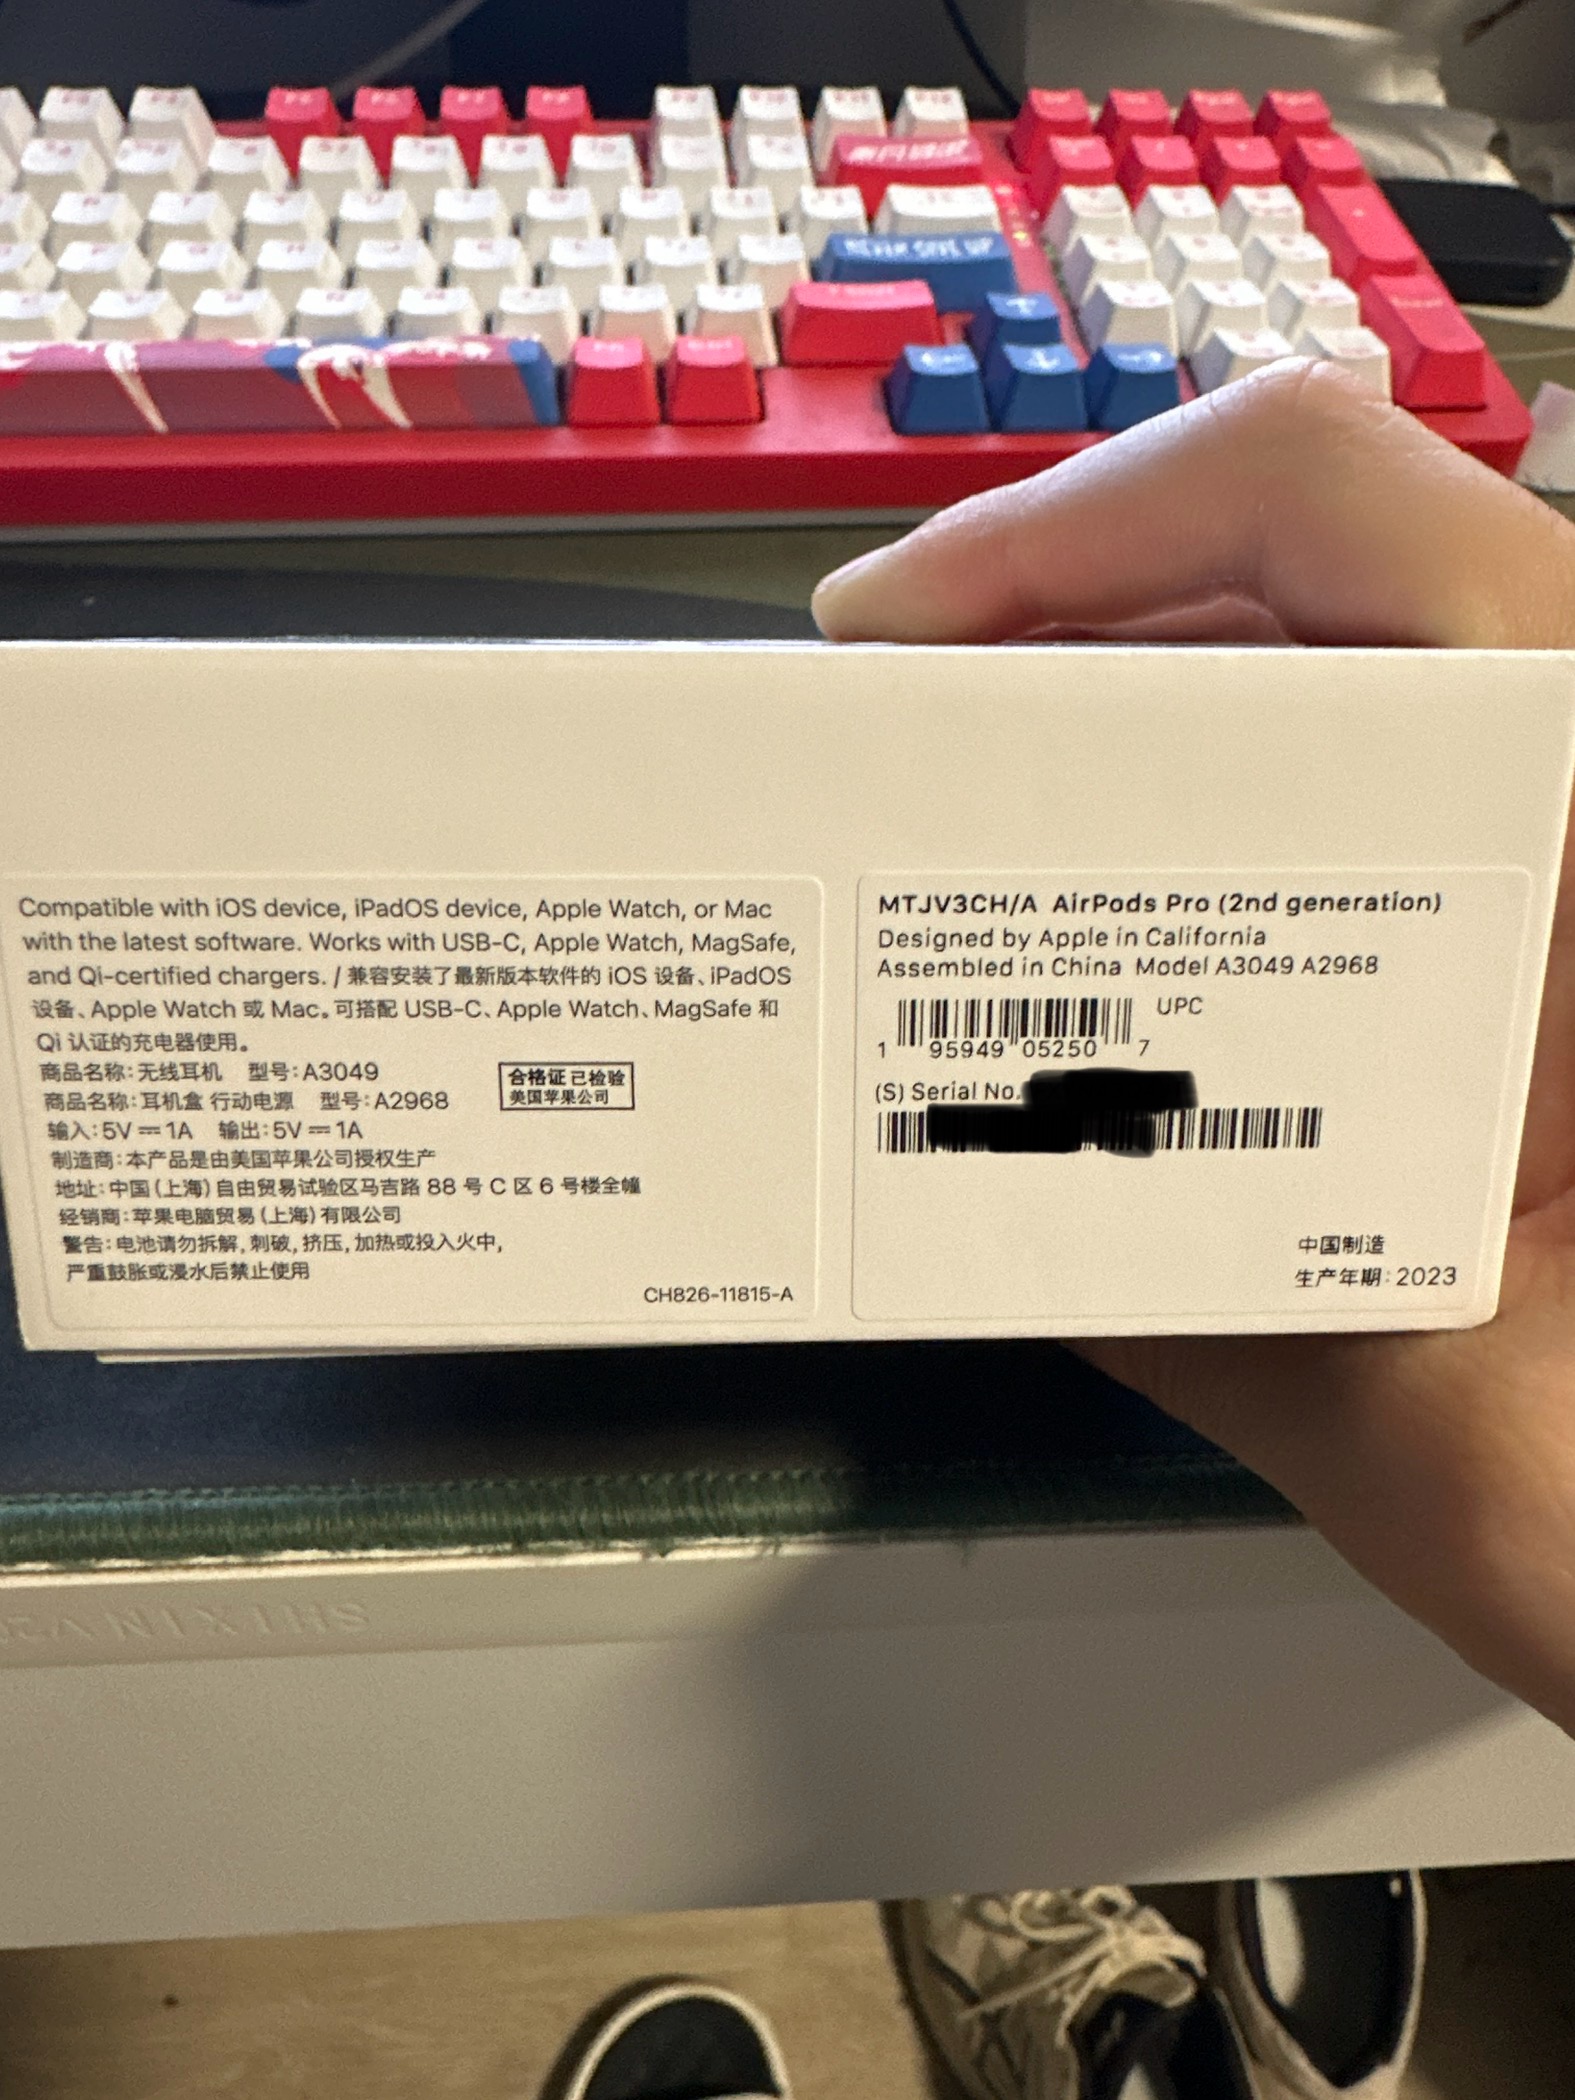 NEVER GIVE UP
Compatible with iOS device, iPadOS device, Apple Watch, or Mac
with the latest software. Works with USB-C, Apple Watch, MagSafe,
and Qi-certified chargers. / 兼容安装了最新版本软件的 iOS 设备、iPadOS
设备、Apple Watch 或 Mac。可搭配 USB-C、Apple Watch、MagSafe 和
Qi 认证的充电器使用。
商品名称:无线耳机 型号:A3049
商品名称:耳机盒 行动电源 型号:A2968
输入:5V⎓1A 输出:5V⎓1A
制造商:本产品是由美国苹果公司授权生产
地址:中国(上海)自由贸易试验区马吉路 88 号 C 区 6 号楼全幢
经销商:苹果电脑贸易(上海)有限公司
警告:电池请勿拆解,刺破,挤压,加热或投入火中,
严重鼓胀或浸水后禁止使用
合格证 已检验
美国苹果公司
CH826-11815-A
MTJV3CH/A AirPods Pro (2nd generation)
Designed by Apple in California
Assembled in China Model A3049 A2968
UPC
1 95949 05250 7
(S) Serial No.
中国制造
生产年期:2023